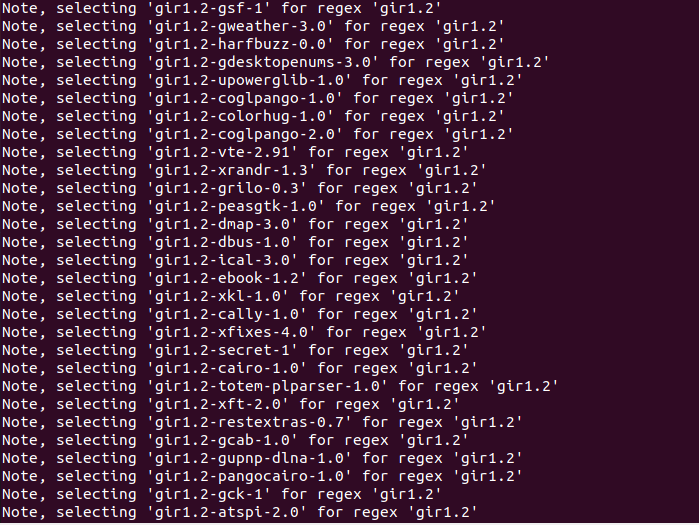 Note, selecting 'gir1.2-gsf-1' for regex 'gir1.2'
Note, selecting 'gir1.2-gweather-3.0' for regex 'gir1.2'
Note, selecting 'gir1.2-harfbuzz-0.0' for regex 'gir1.2'
Note, selecting 'gir1.2-gdesktopenums-3.0' for regex 'gir1.2'
Note, selecting 'gir1.2-upowerglib-1.0' for regex 'gir1.2'
Note, selecting 'gir1.2-coglpango-1.0' for regex 'gir1.2'
Note, selecting 'gir1.2-colorhug-1.0' for regex 'gir1.2'
Note, selecting 'gir1.2-coglpango-2.0' for regex 'gir1.2'
Note, selecting 'gir1.2-vte-2.91' for regex 'gir1.2'
Note, selecting 'gir1.2-xrandr-1.3' for regex 'gir1.2'
Note, selecting 'gir1.2-grilo-0.3' for regex 'gir1.2'
Note, selecting 'gir1.2-peasgtk-1.0' for regex 'gir1.2'
Note, selecting 'gir1.2-dmap-3.0' for regex 'gir1.2'
Note, selecting 'gir1.2-dbus-1.0' for regex 'gir1.2'
Note, selecting 'gir1.2-ical-3.0' for regex 'gir1.2'
Note, selecting 'gir1.2-ebook-1.2' for regex 'gir1.2'
Note, selecting 'gir1.2-xkl-1.0' for regex 'gir1.2'
Note, selecting 'gir1.2-cally-1.0' for regex 'gir1.2'
Note, selecting 'gir1.2-xfixes-4.0' for regex 'gir1.2'
Note, selecting 'gir1.2-secret-1' for regex 'gir1.2'
Note, selecting 'gir1.2-cairo-1.0' for regex 'gir1.2'
Note, selecting 'gir1.2-totem-plparser-1.0' for regex 'gir1.2'
Note, selecting 'gir1.2-xft-2.0' for regex 'gir1.2'
Note, selecting 'gir1.2-restextras-0.7' for regex 'gir1.2'
Note, selecting 'gir1.2-gcab-1.0' for regex 'gir1.2'
Note, selecting 'gir1.2-gupnp-dlna-1.0' for regex 'gir1.2'
Note, selecting 'gir1.2-pangocairo-1.0' for regex 'gir1.2'
Note, selecting 'gir1.2-gck-1' for regex 'gir1.2'
Note, selecting 'gir1.2-atspi-2.0' for regex 'gir1.2'